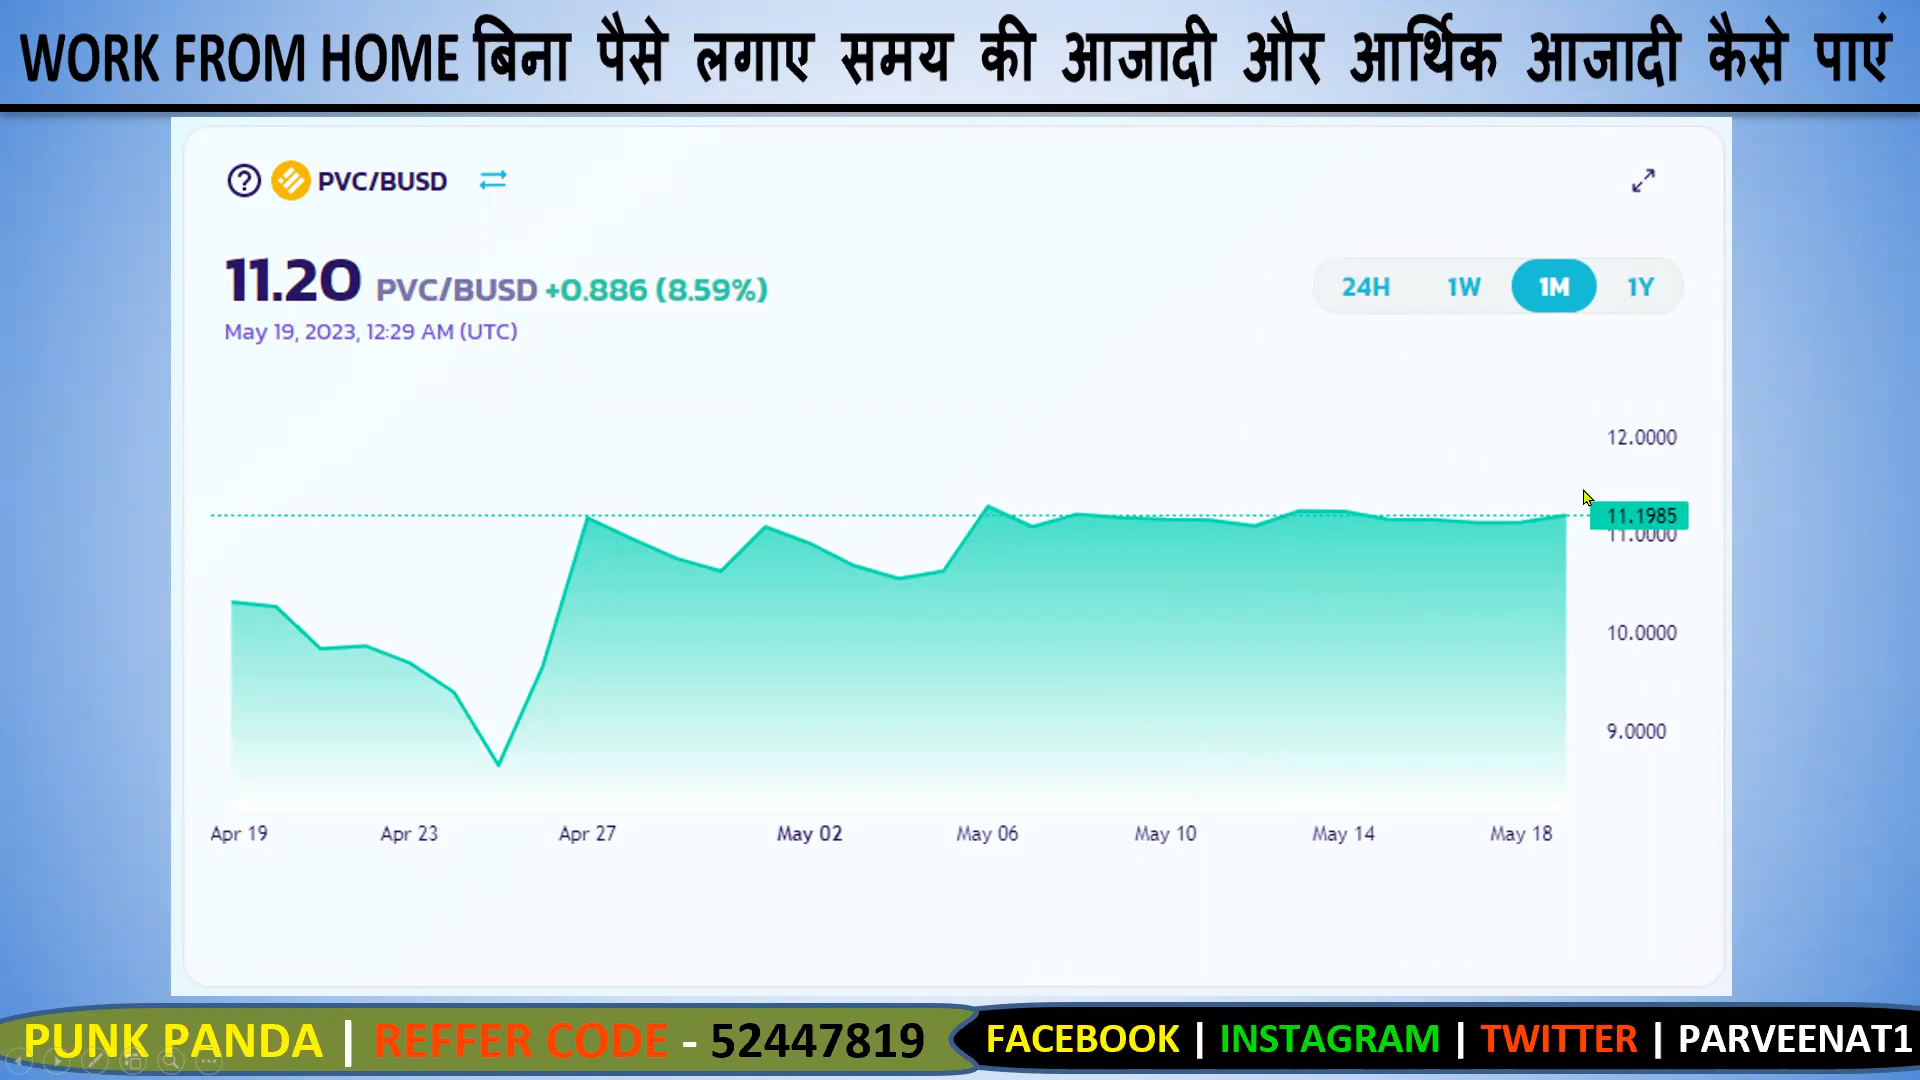 WORK FROM HOME बिना पैसे लगाए समय की आजादी और आर्थिक आजादी कैसे पाएं
PVC/BUSD
11.20 PVC/BUSD +0.886 (8.59%)
24H 1W 1M 1Y
May 19, 2023, 12:29 AM (UTC)
12.0000
11.1985
11.0000
10.0000
9.0000
Apr 19 Apr 23 Apr 27 May 02 May 06 May 10 May 14 May 18
PUNK PANDA | REFFER CODE - 52447819 FACEBOOK | INSTAGRAM | TWITTER | PARVEENAT1